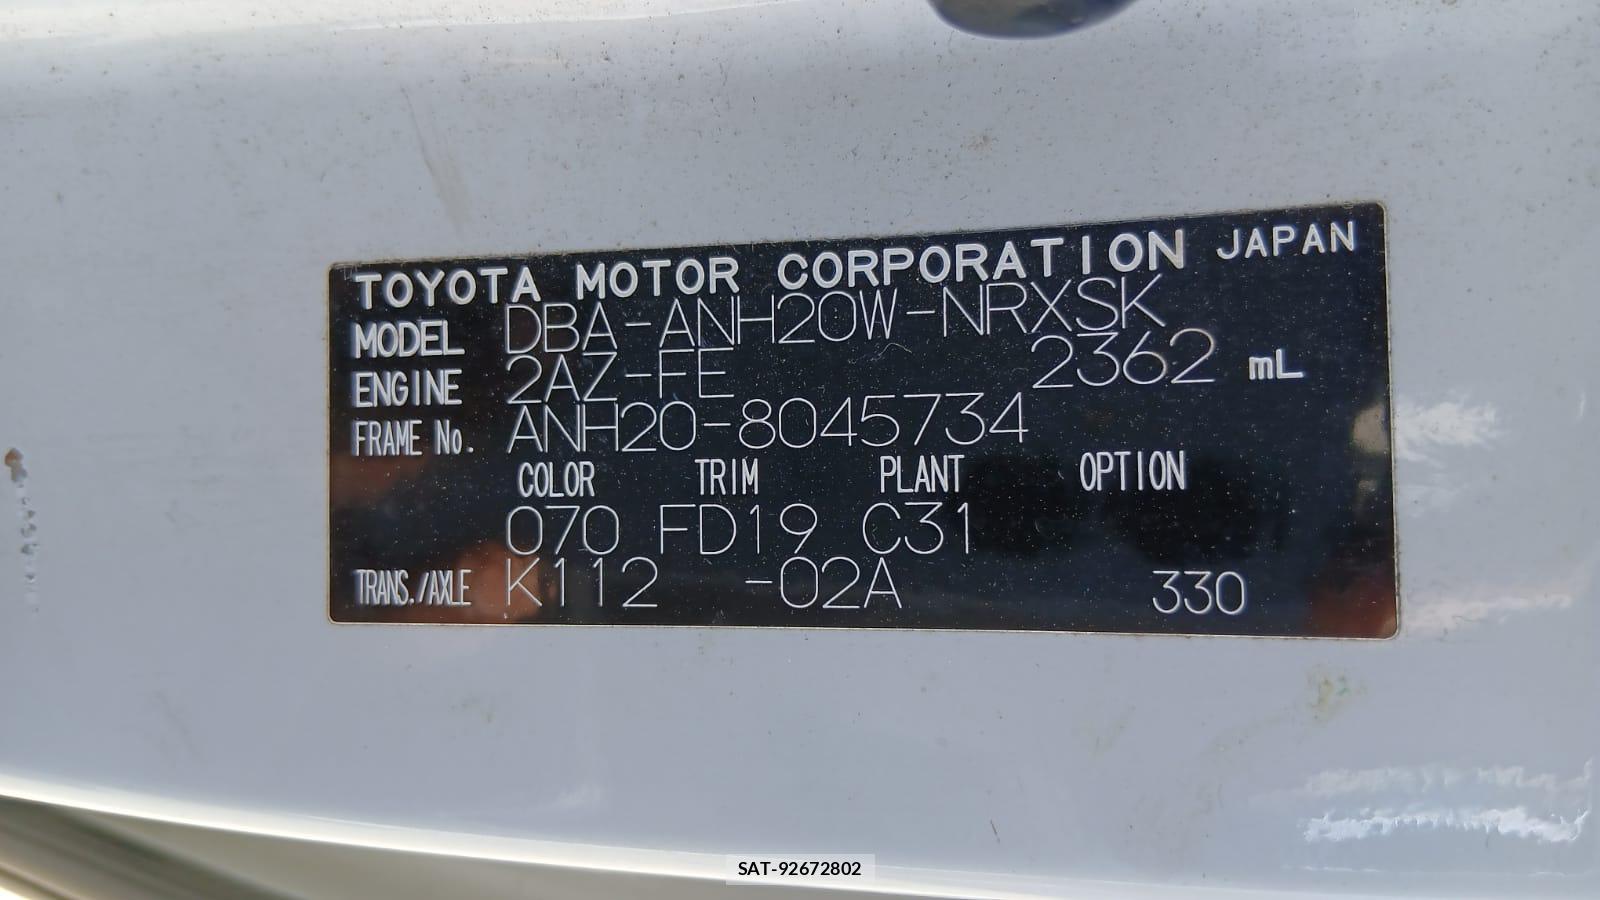 TOYOTA MOTOR CORPORATION JAPAN
MODEL DBA-ANH20W-NRXSK
ENGINE 2AZ-FE 2362 mL
FRAME No. ANH20-8045734
COLOR TRIM PLANT OPTION
070 FD19 C31
TRANS./AXLE K112 -02A 330
SAT-92672802